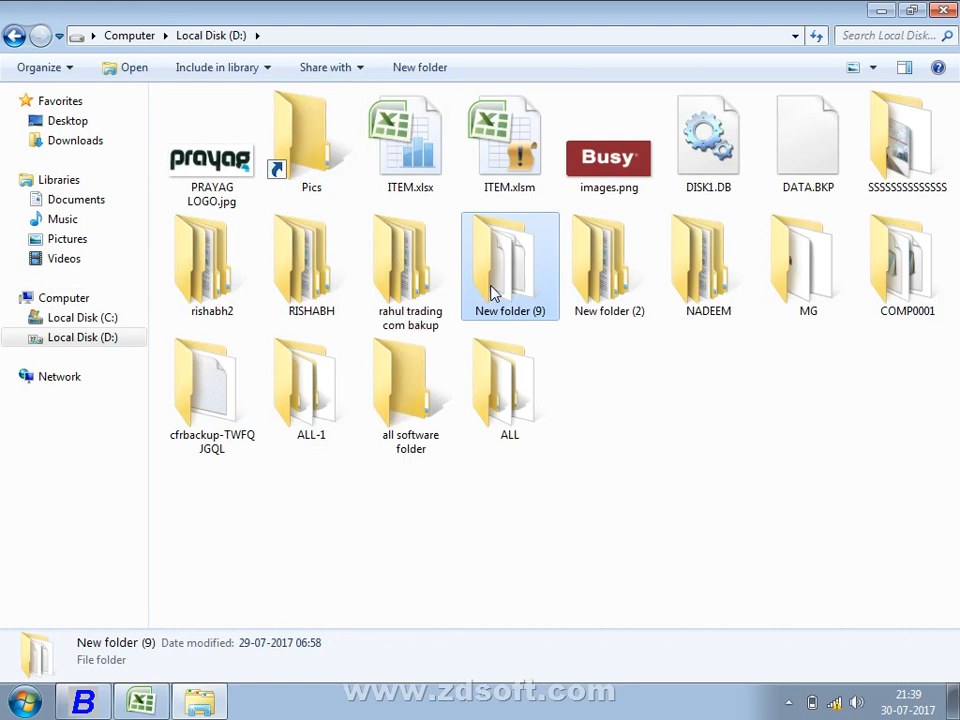 Computer
Local Disk (D:)
Search Local Disk...
Organize
Open
Include in library
Share with
New folder
Favorites
Desktop
Downloads
Libraries
Documents
Music
Pictures
Videos
Computer
Local Disk (C:)
Local Disk (D:)
Network
prayag
PRAYAG
LOGO.jpg
Pics
ITEM.xlsx
ITEM.xlsm
Busy
images.png
DISK1.DB
DATA.BKP
SSSSSSSSSSSSSS
rishabh2
RISHABH
rahul trading
com bakup
New folder (9)
New folder (2)
NADEEM
MG
COMP0001
cfrbackup-TWFQ
JGQL
ALL-1
all software
folder
ALL
New folder (9) Date modified: 29-07-2017 06:58
File folder
B
www.zdsoft.com
21:39
30-07-2017